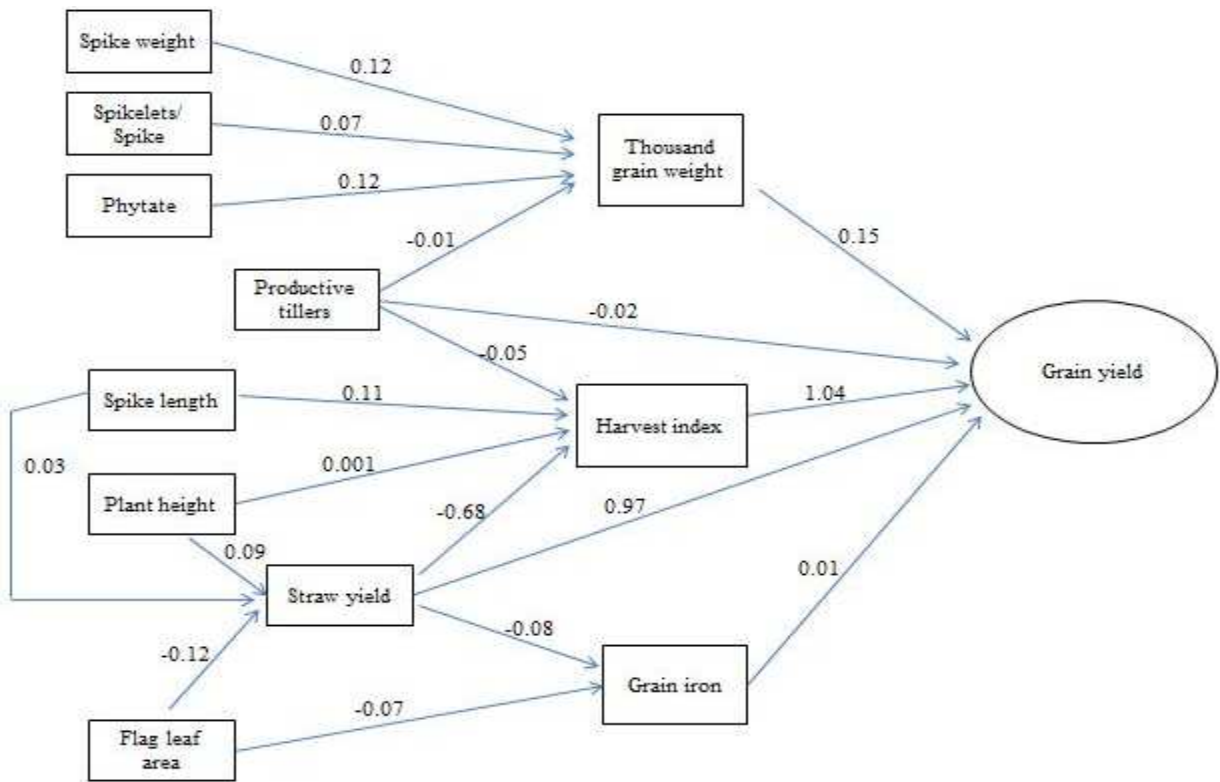 Spike weight
0.12
Spikelets/
Spike
0.07
Thousand
grain weight
Phytate
0.12
-0.01
0.15
Productive
tillers
-0.02
-0.05
Grain yield
Spike length
0.11
Harvest index
1.04
0.03
0.001
Plant height
-0.68
0.97
0.09
Straw yield
0.01
-0.08
-0.12
Grain iron
-0.07
Flag leaf
area